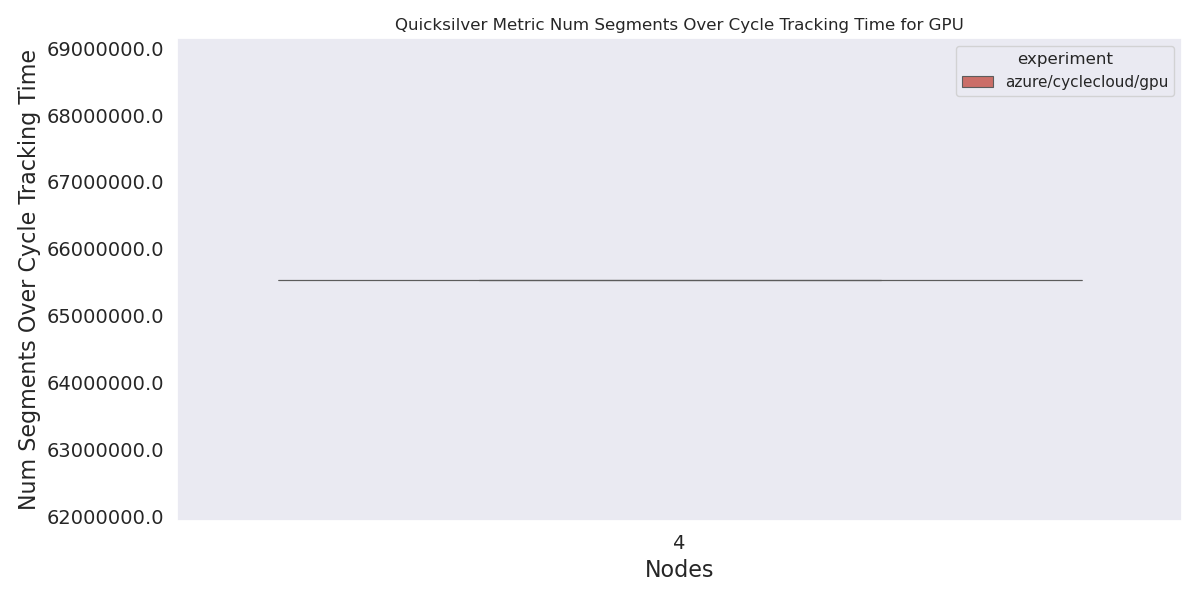 Quicksilver Metric Num Segments Over Cycle Tracking Time for GPU
Num Segments Over Cycle Tracking Time
69000000.0
68000000.0
67000000.0
66000000.0
65000000.0
64000000.0
63000000.0
62000000.0
experiment
azure/cyclecloud/gpu
4
Nodes